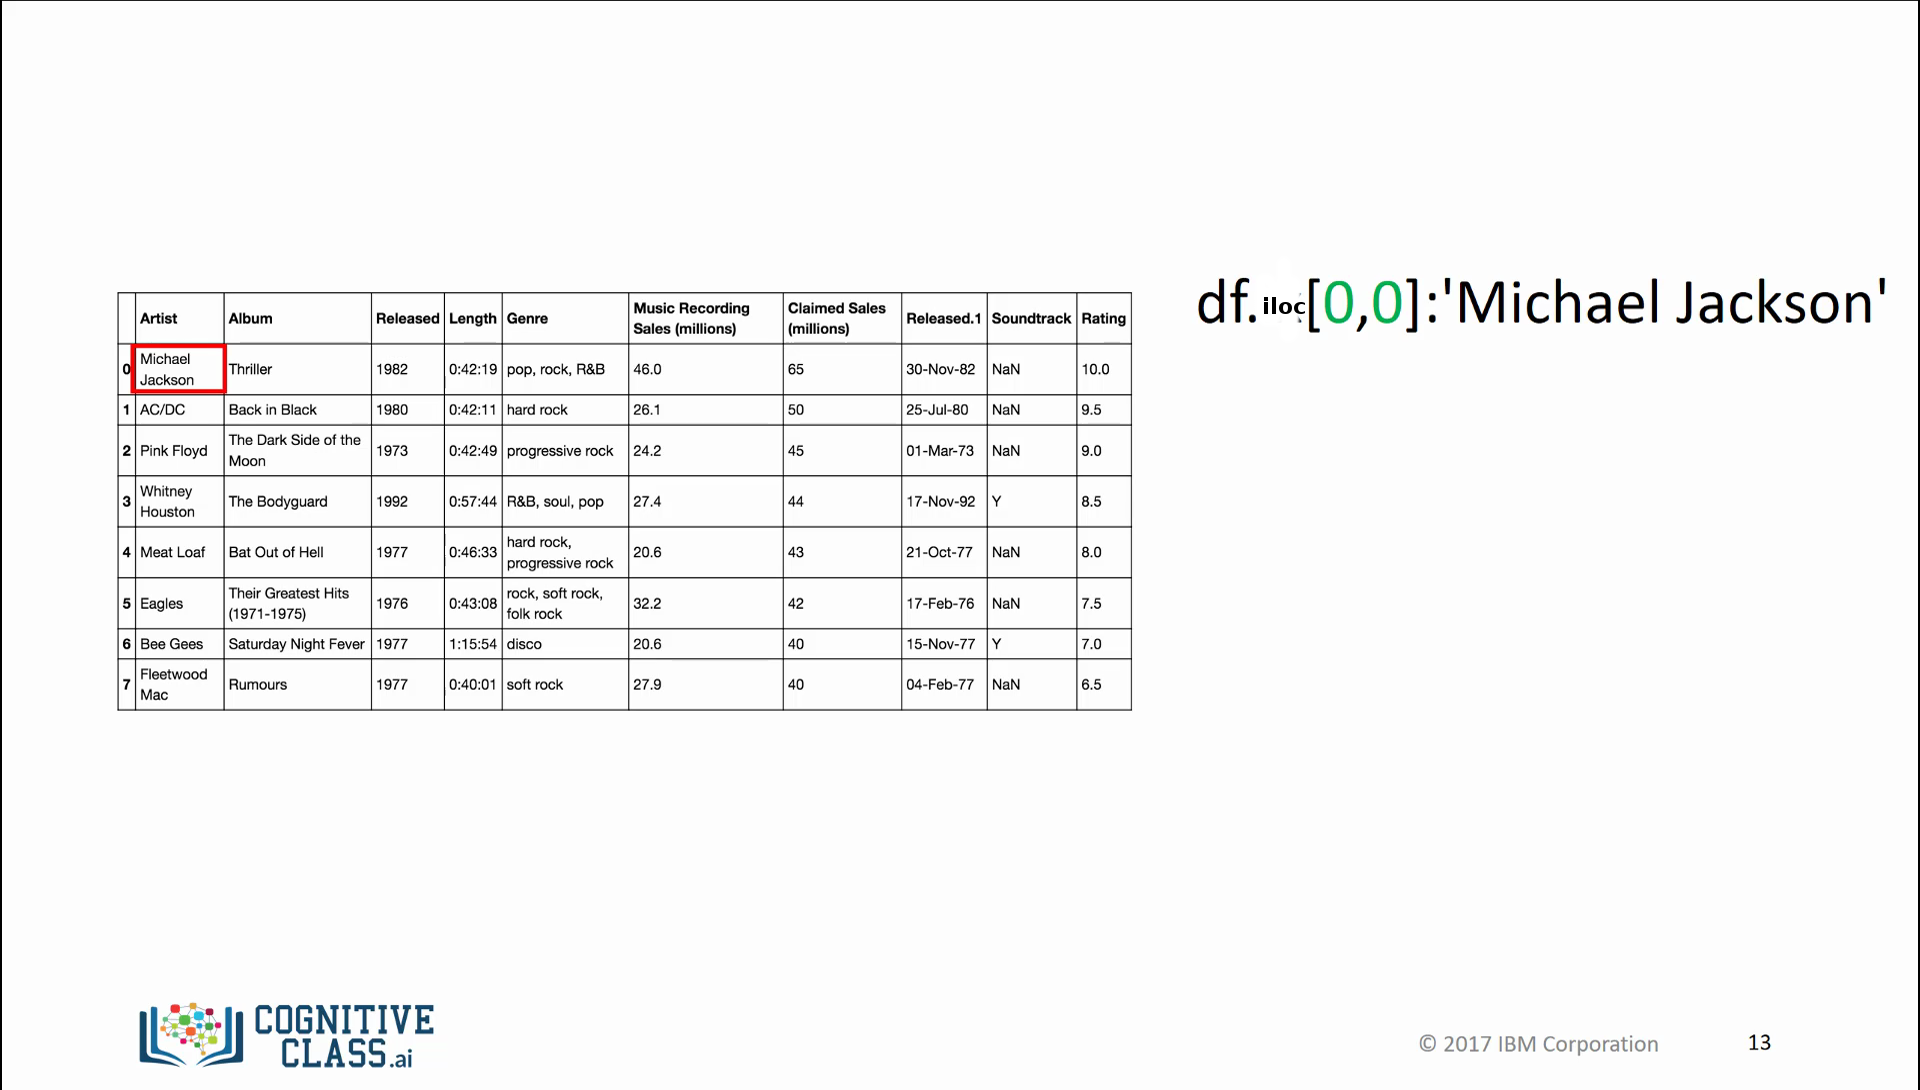 df.iloc[0,0]:'Michael Jackson'
Artist Album Released Length Genre Music Recording Sales (millions) Claimed Sales (millions) Released.1 Soundtrack Rating
0 Michael Jackson Thriller 1982 0:42:19 pop, rock, R&B 46.0 65 30-Nov-82 NaN 10.0
1 AC/DC Back in Black 1980 0:42:11 hard rock 26.1 50 25-Jul-80 NaN 9.5
2 Pink Floyd The Dark Side of the Moon 1973 0:42:49 progressive rock 24.2 45 01-Mar-73 NaN 9.0
3 Whitney Houston The Bodyguard 1992 0:57:44 R&B, soul, pop 27.4 44 17-Nov-92 Y 8.5
4 Meat Loaf Bat Out of Hell 1977 0:46:33 hard rock, progressive rock 20.6 43 21-Oct-77 NaN 8.0
5 Eagles Their Greatest Hits (1971-1975) 1976 0:43:08 rock, soft rock, folk rock 32.2 42 17-Feb-76 NaN 7.5
6 Bee Gees Saturday Night Fever 1977 1:15:54 disco 20.6 40 15-Nov-77 Y 7.0
7 Fleetwood Mac Rumours 1977 0:40:01 soft rock 27.9 40 04-Feb-77 NaN 6.5
COGNITIVE
CLASS.ai
© 2017 IBM Corporation 13